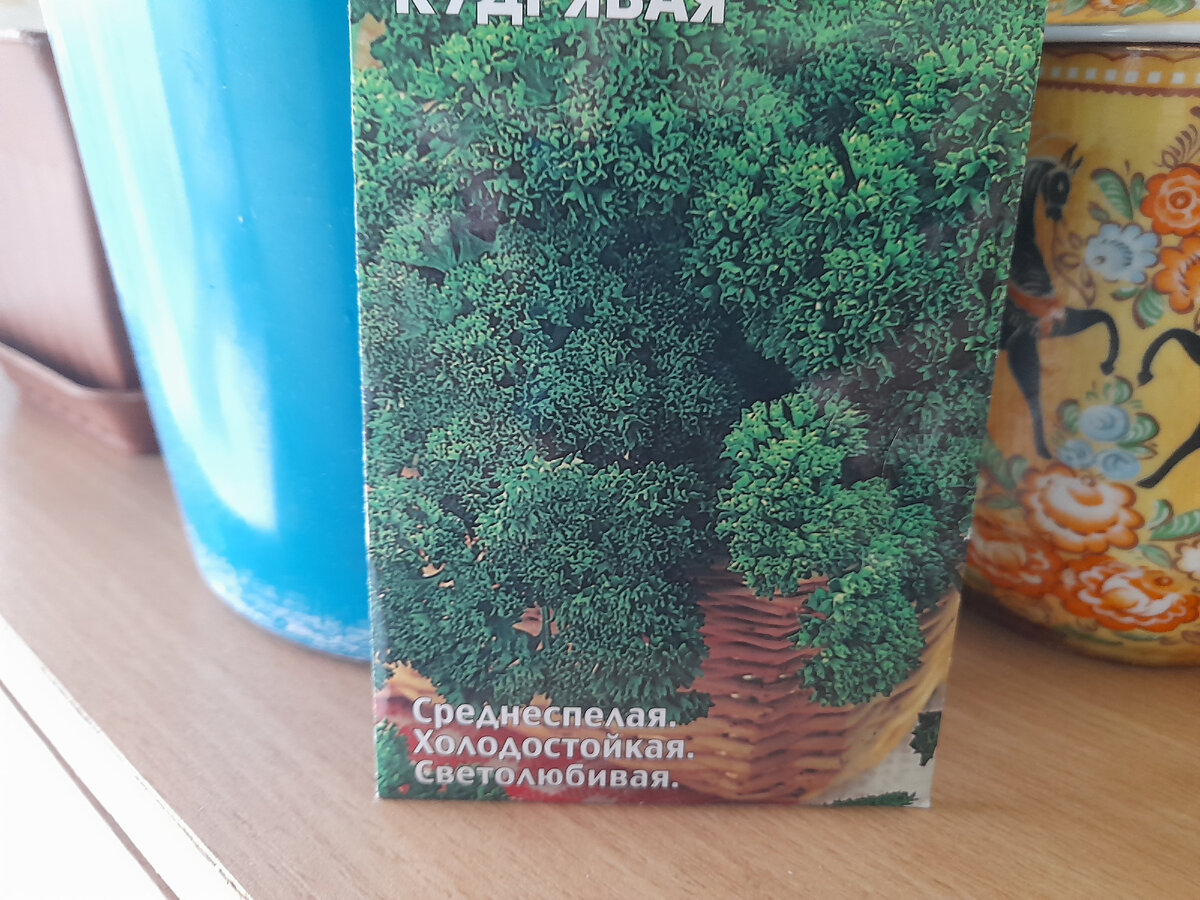 КУДРЯВАЯ
Среднеспелая.
Холодостойкая.
Светолюбивая.